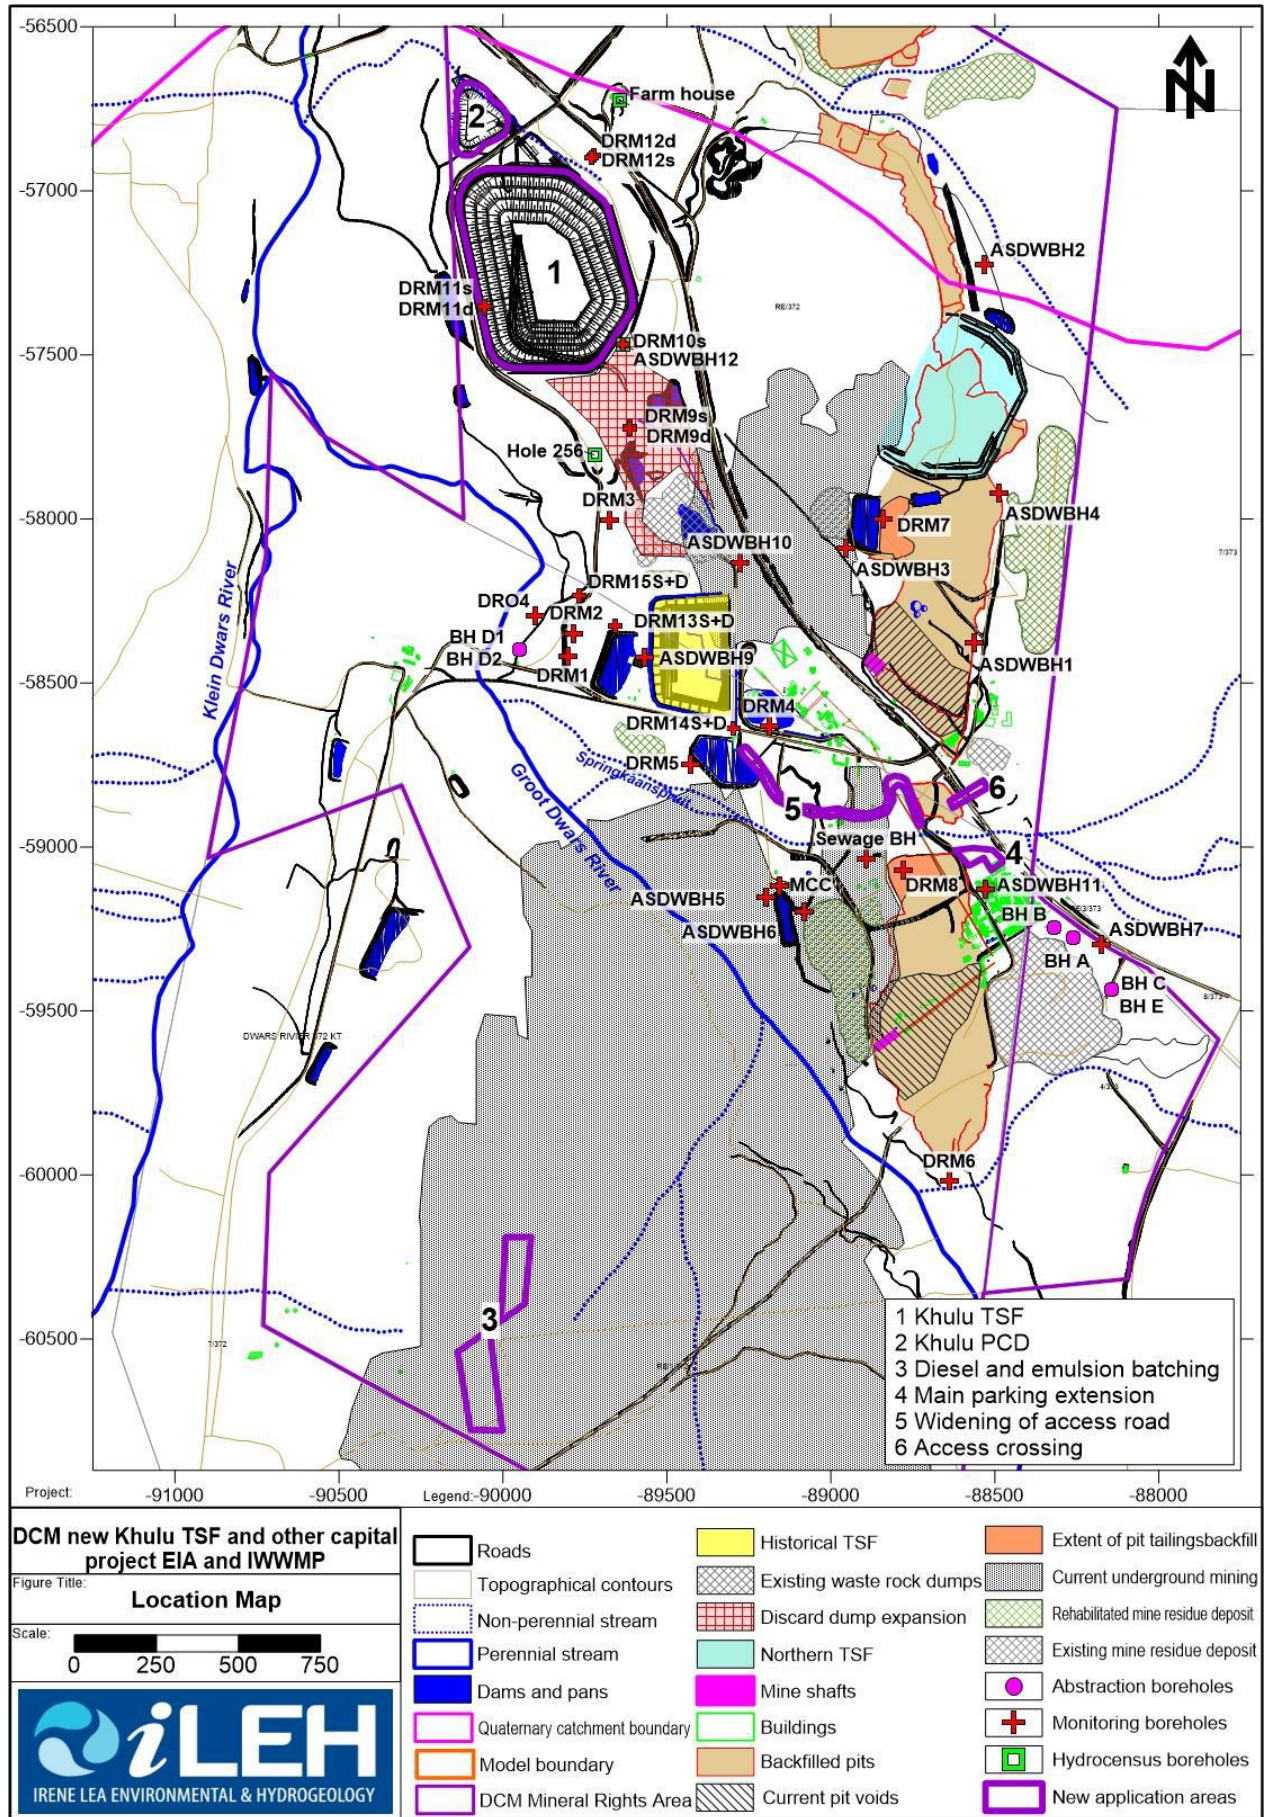 -56500
-57000
-57500
-58000
-58500
-59000
-59500
-60000
-60500
N
2
Farm house
DRM12d
DRM12s
1
ASDWBH2
DRM11s
DRM11d
RE/372
DRM10s
ASDWBH12
DRM9s
DRM9d
Hole 256
DRM3
ASDWBH10
DRM7
ASDWBH4
ASDWBH3
7/373
DRM15S+D
DRO4
DRM2
DRM13S+D
BH D1
BH D2
DRM1
ASDWBH9
ASDWBH1
Klein Dwars River
DRM14S+D
DRM4
DRM5
Springkaanspruit
Groot Dwars River
5
6
4
Sewage BH
DRM8
ASDWBH11
MCC
ASDWBH5
ASDWBH6
BH B
BH A
ASDWBH7
BH C
BH E
8/373
DWARS RIVIER 372 KT
DRM6
3
7/372
1 Khulu TSF
2 Khulu PCD
3 Diesel and emulsion batching
4 Main parking extension
5 Widening of access road
6 Access crossing
Project:
-91000
-90500
Legend:
-90000
-89500
-89000
-88500
-88000
DCM new Khulu TSF and other capital
project EIA and IWWMP
Figure Title:
Location Map
Scale:
0 250 500 750
iLEH
IRENE LEA ENVIRONMENTAL & HYDROGEOLOGY
Roads
Topographical contours
Non-perennial stream
Perennial stream
Dams and pans
Quaternary catchment boundary
Model boundary
DCM Mineral Rights Area
Historical TSF
Existing waste rock dumps
Discard dump expansion
Northern TSF
Mine shafts
Buildings
Backfilled pits
Current pit voids
Extent of pit tailingsbackfill
Current underground mining
Rehabilitated mine residue deposit
Existing mine residue deposit
Abstraction boreholes
Monitoring boreholes
Hydrocensus boreholes
New application areas